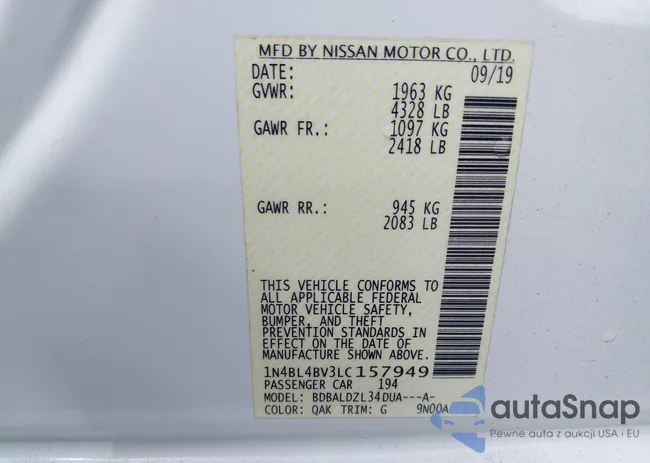 MFD BY NISSAN MOTOR CO., LTD.
DATE: 09/19
GVWR: 1963 KG
4328 LB
GAWR FR.: 1097 KG
2418 LB
GAWR RR.: 945 KG
2083 LB
THIS VEHICLE CONFORMS TO
ALL APPLICABLE FEDERAL
MOTOR VEHICLE SAFETY,
BUMPER, AND THEFT
PREVENTION STANDARDS IN
EFFECT ON THE DATE OF
MANUFACTURE SHOWN ABOVE.
1N4BL4BV3LC157949
PASSENGER CAR 194
MODEL: BDBALDZL34DUA---A-
COLOR: QAK TRIM: G 9N00A
autoSnap
Pewne auta z aukcji USA i EU